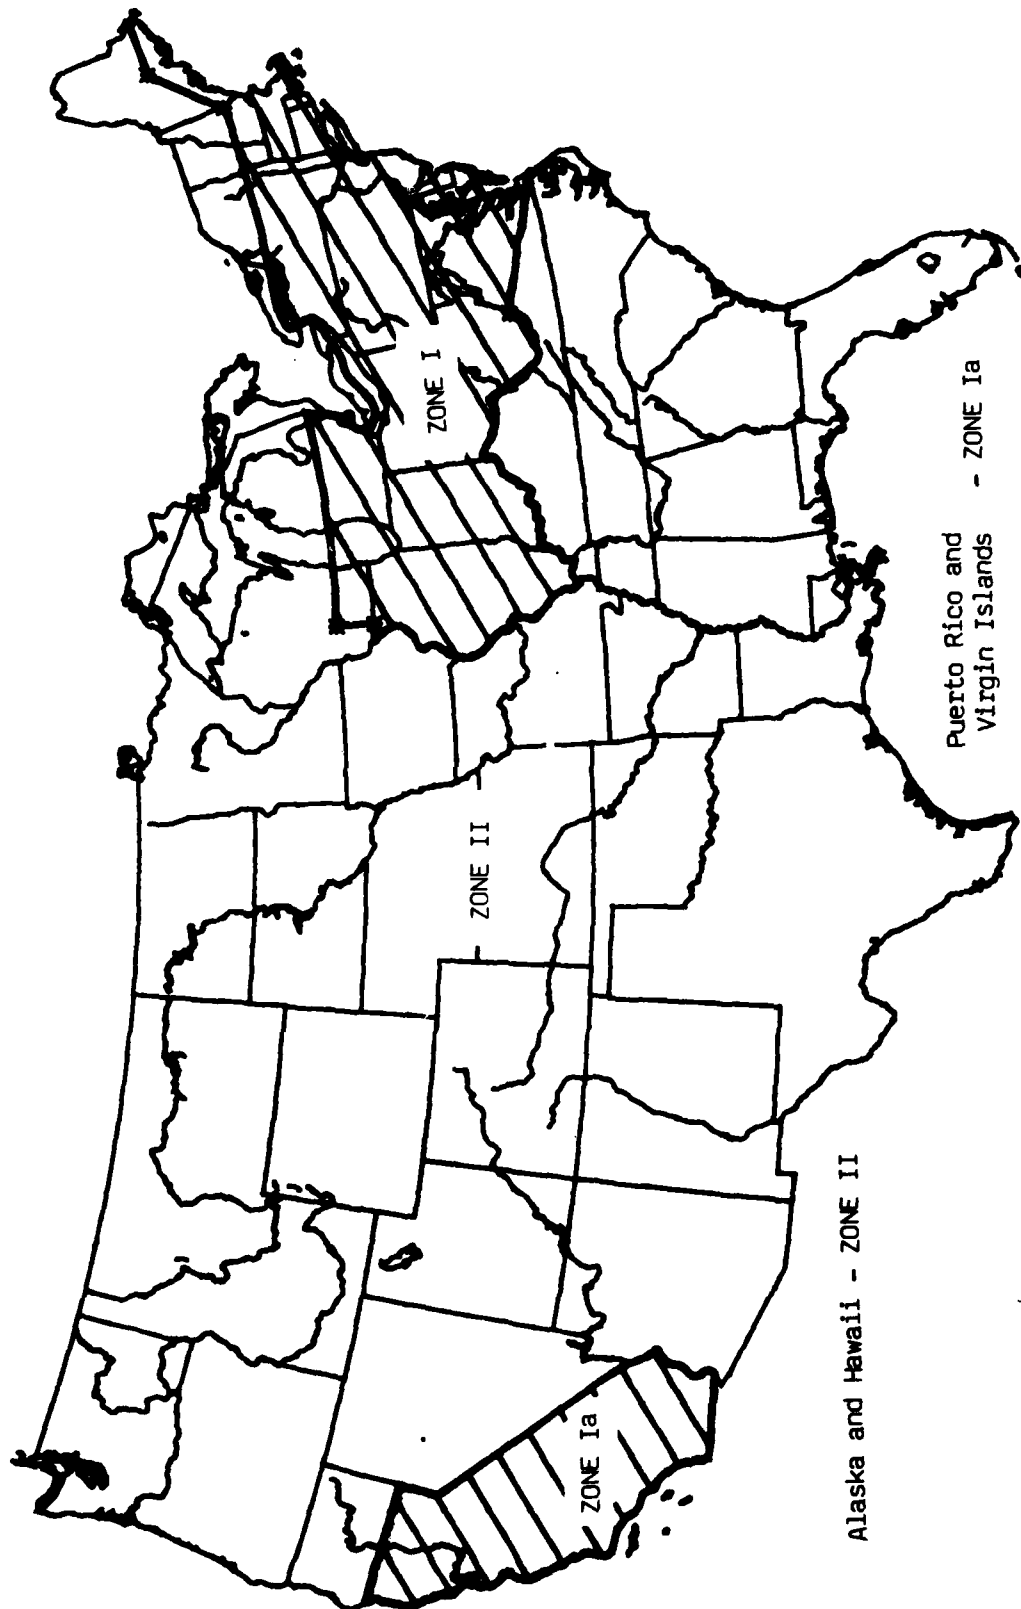 ZONE I
ZONE II
ZONE Ia
Puerto Rico and
Virgin Islands - ZONE Ia
Alaska and Hawaii - ZONE II